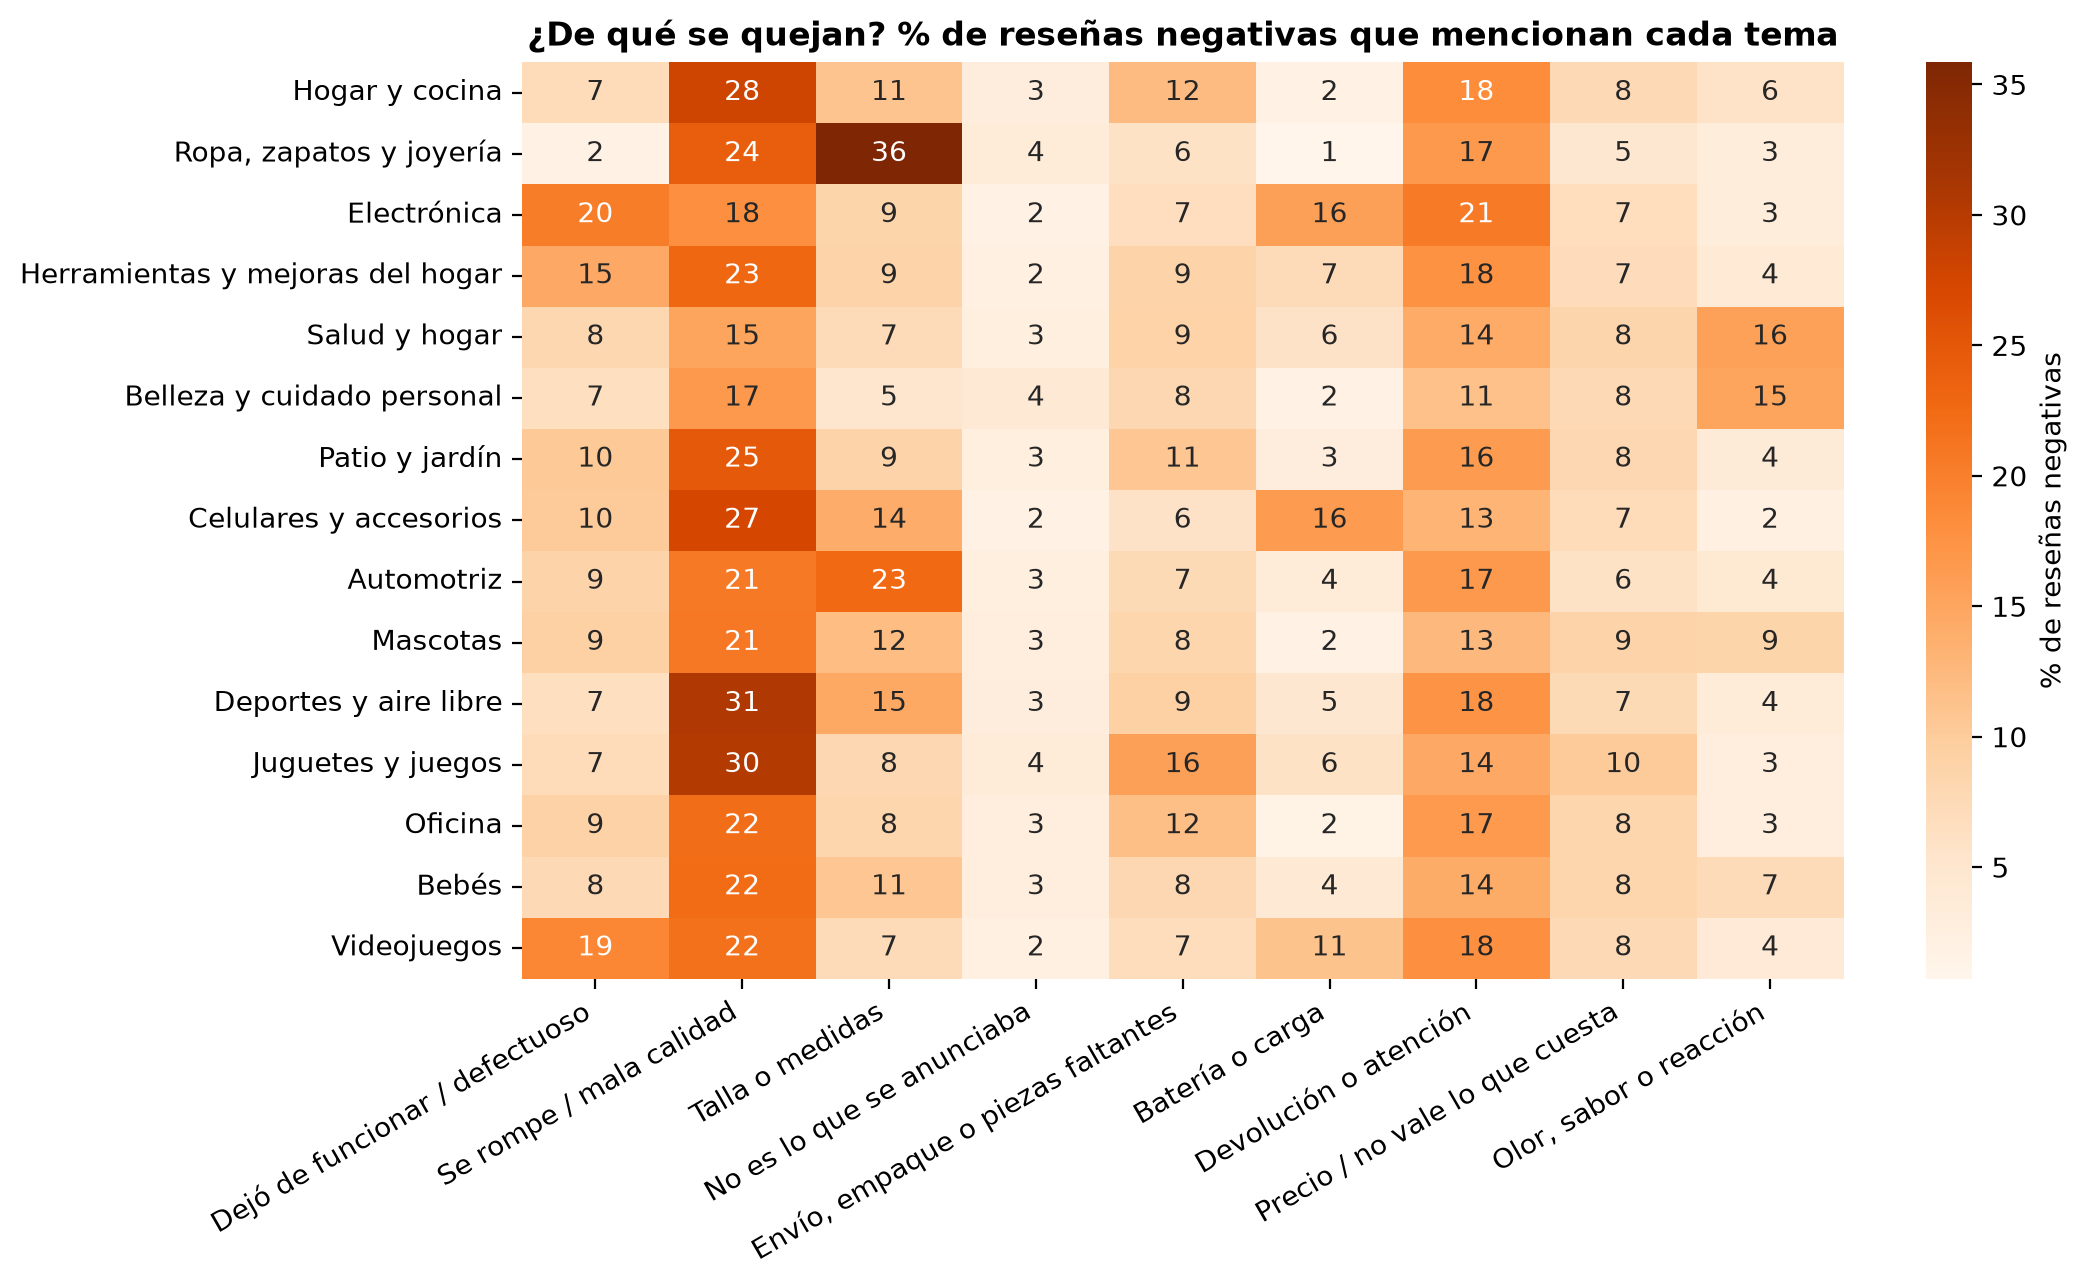 ¿De qué se quejan? % de reseñas negativas que mencionan cada tema
Hogar y cocina 7 28 11 3 12 2 18 8 6
Ropa, zapatos y joyería 2 24 36 4 6 1 17 5 3
Electrónica 20 18 9 2 7 16 21 7 3
Herramientas y mejoras del hogar 15 23 9 2 9 7 18 7 4
Salud y hogar 8 15 7 3 9 6 14 8 16
Belleza y cuidado personal 7 17 5 4 8 2 11 8 15
Patio y jardín 10 25 9 3 11 3 16 8 4
Celulares y accesorios 10 27 14 2 6 16 13 7 2
Automotriz 9 21 23 3 7 4 17 6 4
Mascotas 9 21 12 3 8 2 13 9 9
Deportes y aire libre 7 31 15 3 9 5 18 7 4
Juguetes y juegos 7 30 8 4 16 6 14 10 3
Oficina 9 22 8 3 12 2 17 8 3
Bebés 8 22 11 3 8 4 14 8 7
Videojuegos 19 22 7 2 7 11 18 8 4
Dejó de funcionar / defectuoso
Se rompe / mala calidad
Talla o medidas
No es lo que se anunciaba
Envío, empaque o piezas faltantes
Batería o carga
Devolución o atención
Precio / no vale lo que cuesta
Olor, sabor o reacción
35
30
25
20
15
10
5
% de reseñas negativas